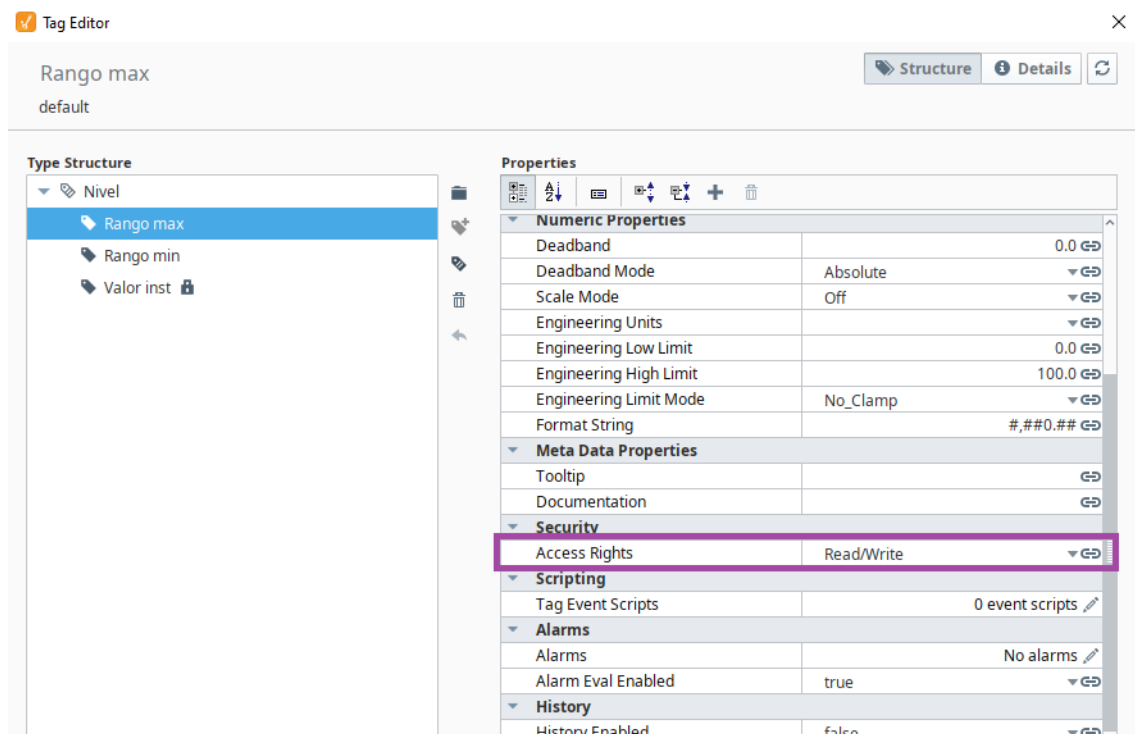 Tag Editor
Rango max
Structure
Details
default
Type Structure
Properties
Nivel
Rango max
Rango min
Valor inst
Numeric Properties
Deadband 0.0
Deadband Mode Absolute
Scale Mode Off
Engineering Units
Engineering Low Limit 0.0
Engineering High Limit 100.0
Engineering Limit Mode No_Clamp
Format String #,##0.##
Meta Data Properties
Tooltip
Documentation
Security
Access Rights Read/Write
Scripting
Tag Event Scripts 0 event scripts
Alarms
Alarms No alarms
Alarm Eval Enabled true
History
History Enabled false